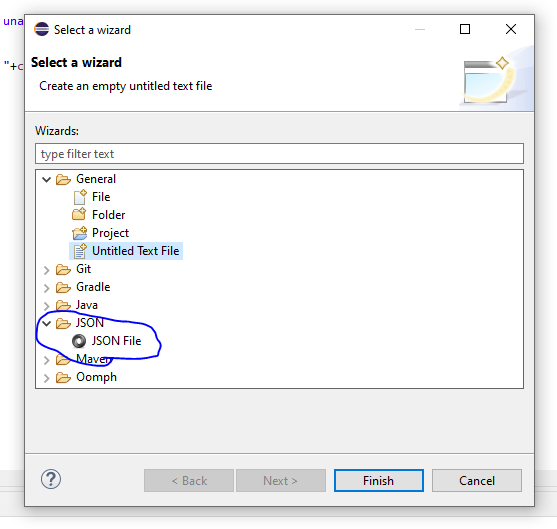 una
Select a wizard
"+c
Select a wizard
Create an empty untitled text file
Wizards:
type filter text
General
File
Folder
Project
Untitled Text File
Git
Gradle
Java
JSON
JSON File
Maven
Oomph
?
< Back
Next >
Finish
Cancel